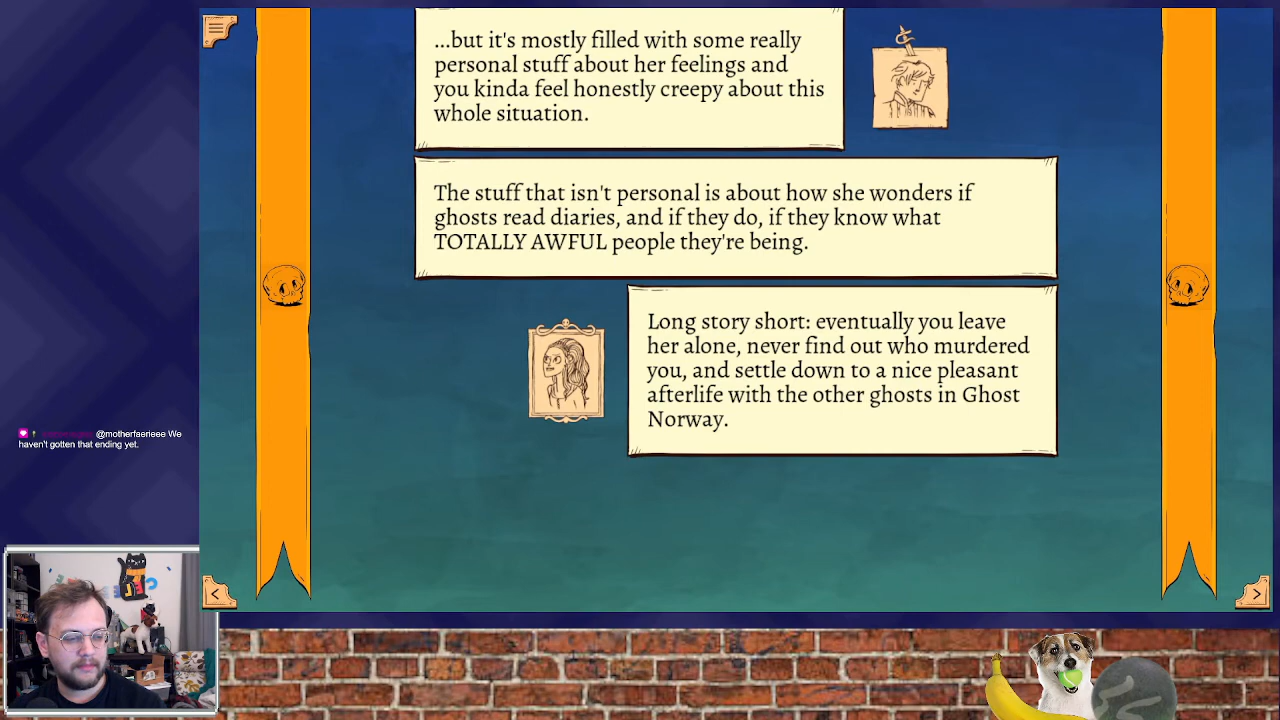 ...but it's mostly filled with some really
personal stuff about her feelings and
you kinda feel honestly creepy about this
whole situation.
The stuff that isn't personal is about how she wonders if
ghosts read diaries, and if they do, if they know what
TOTALLY AWFUL people they're being.
Long story short: eventually you leave
her alone, never find out who murdered
you, and settle down to a nice pleasant
afterlife with the other ghosts in Ghost
Norway.
@motherfaerieee We
haven't gotten that ending yet.